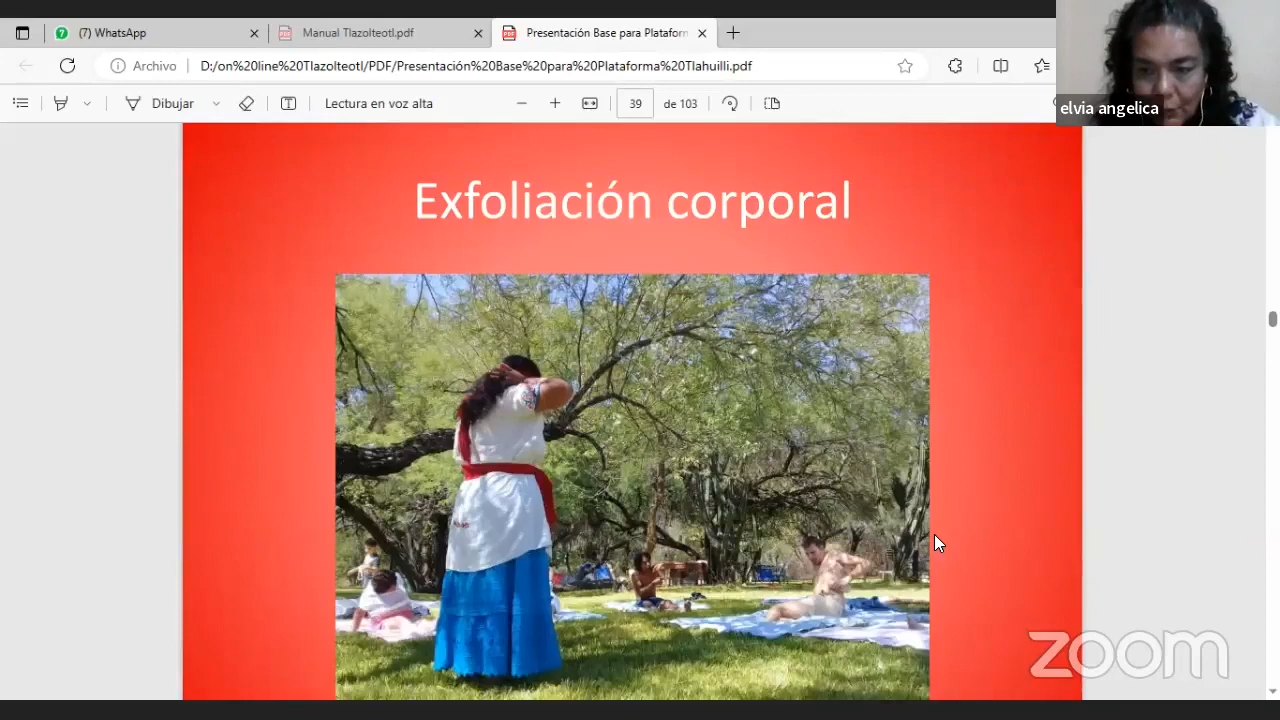 (7) WhatsApp
Manual Tlazolteotl.pdf
Presentación Base para Plataform
Archivo
D:/on%20line%20Tlazolteotl/PDF/Presentación%20Base%20para%20Plataforma%20Tlahuilli.pdf
Dibujar
Lectura en voz alta
39
de 103
elvia angelica
Exfoliación corporal
zoom